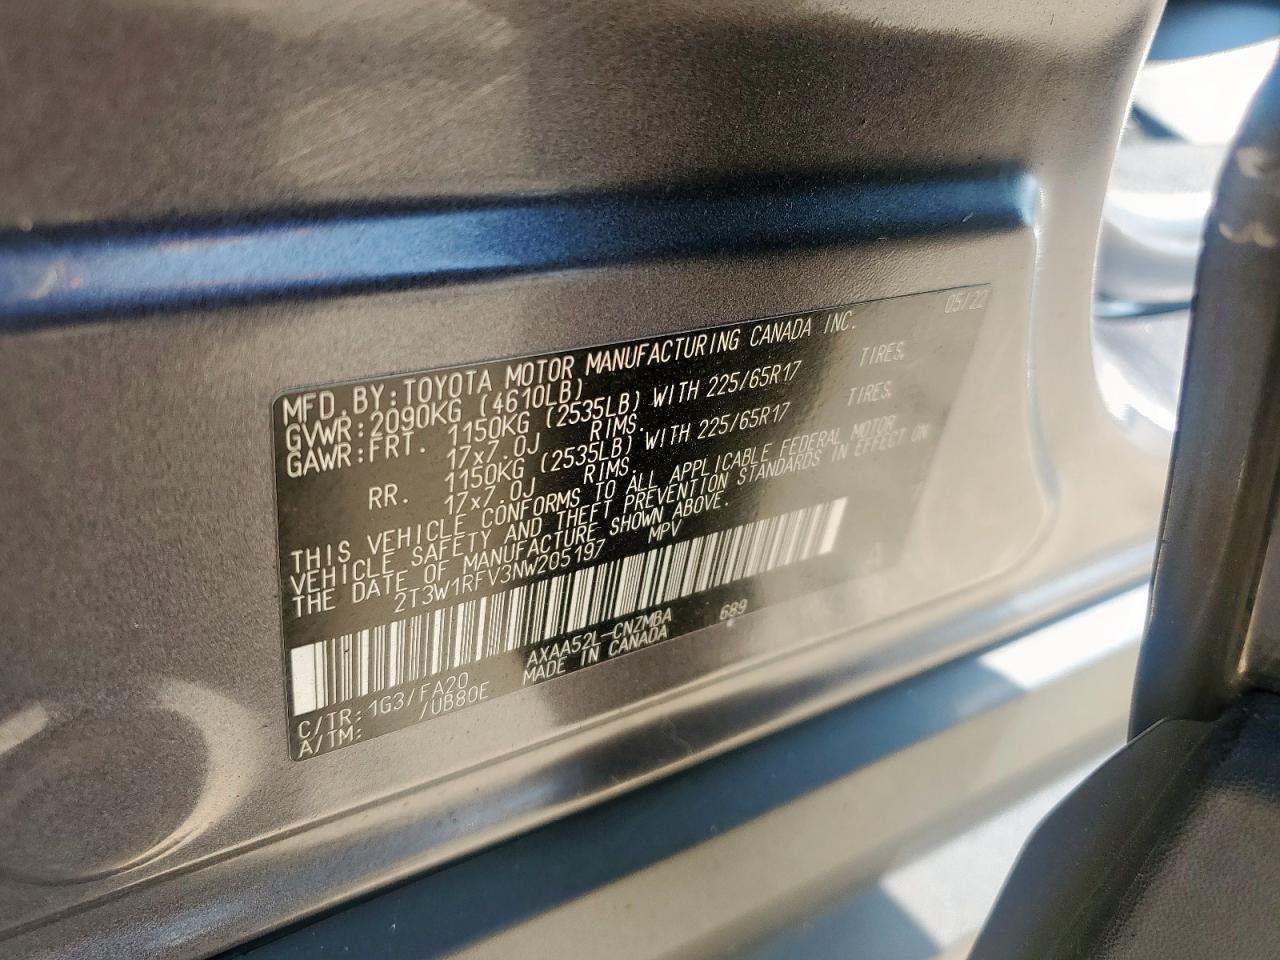 05/22
MFD.BY:TOYOTA MOTOR MANUFACTURING CANADA INC.
GVWR:2090KG (4610LB)
GAWR:FRT. 1150KG (2535LB) WITH 225/65R17 TIRES,
17x7.0J RIMS.
RR. 1150KG (2535LB) WITH 225/65R17 TIRES,
17x7.0J RIMS.
THIS VEHICLE CONFORMS TO ALL APPLICABLE FEDERAL MOTOR
VEHICLE SAFETY AND THEFT PREVENTION STANDARDS IN EFFECT ON
THE DATE OF MANUFACTURE SHOWN ABOVE.
2T3W1RFV3NW205197 MPV
C/TR:1G3/FA20 AXAA52L-CNZMBA 689
A/TM: /UB80E MADE IN CANADA
A